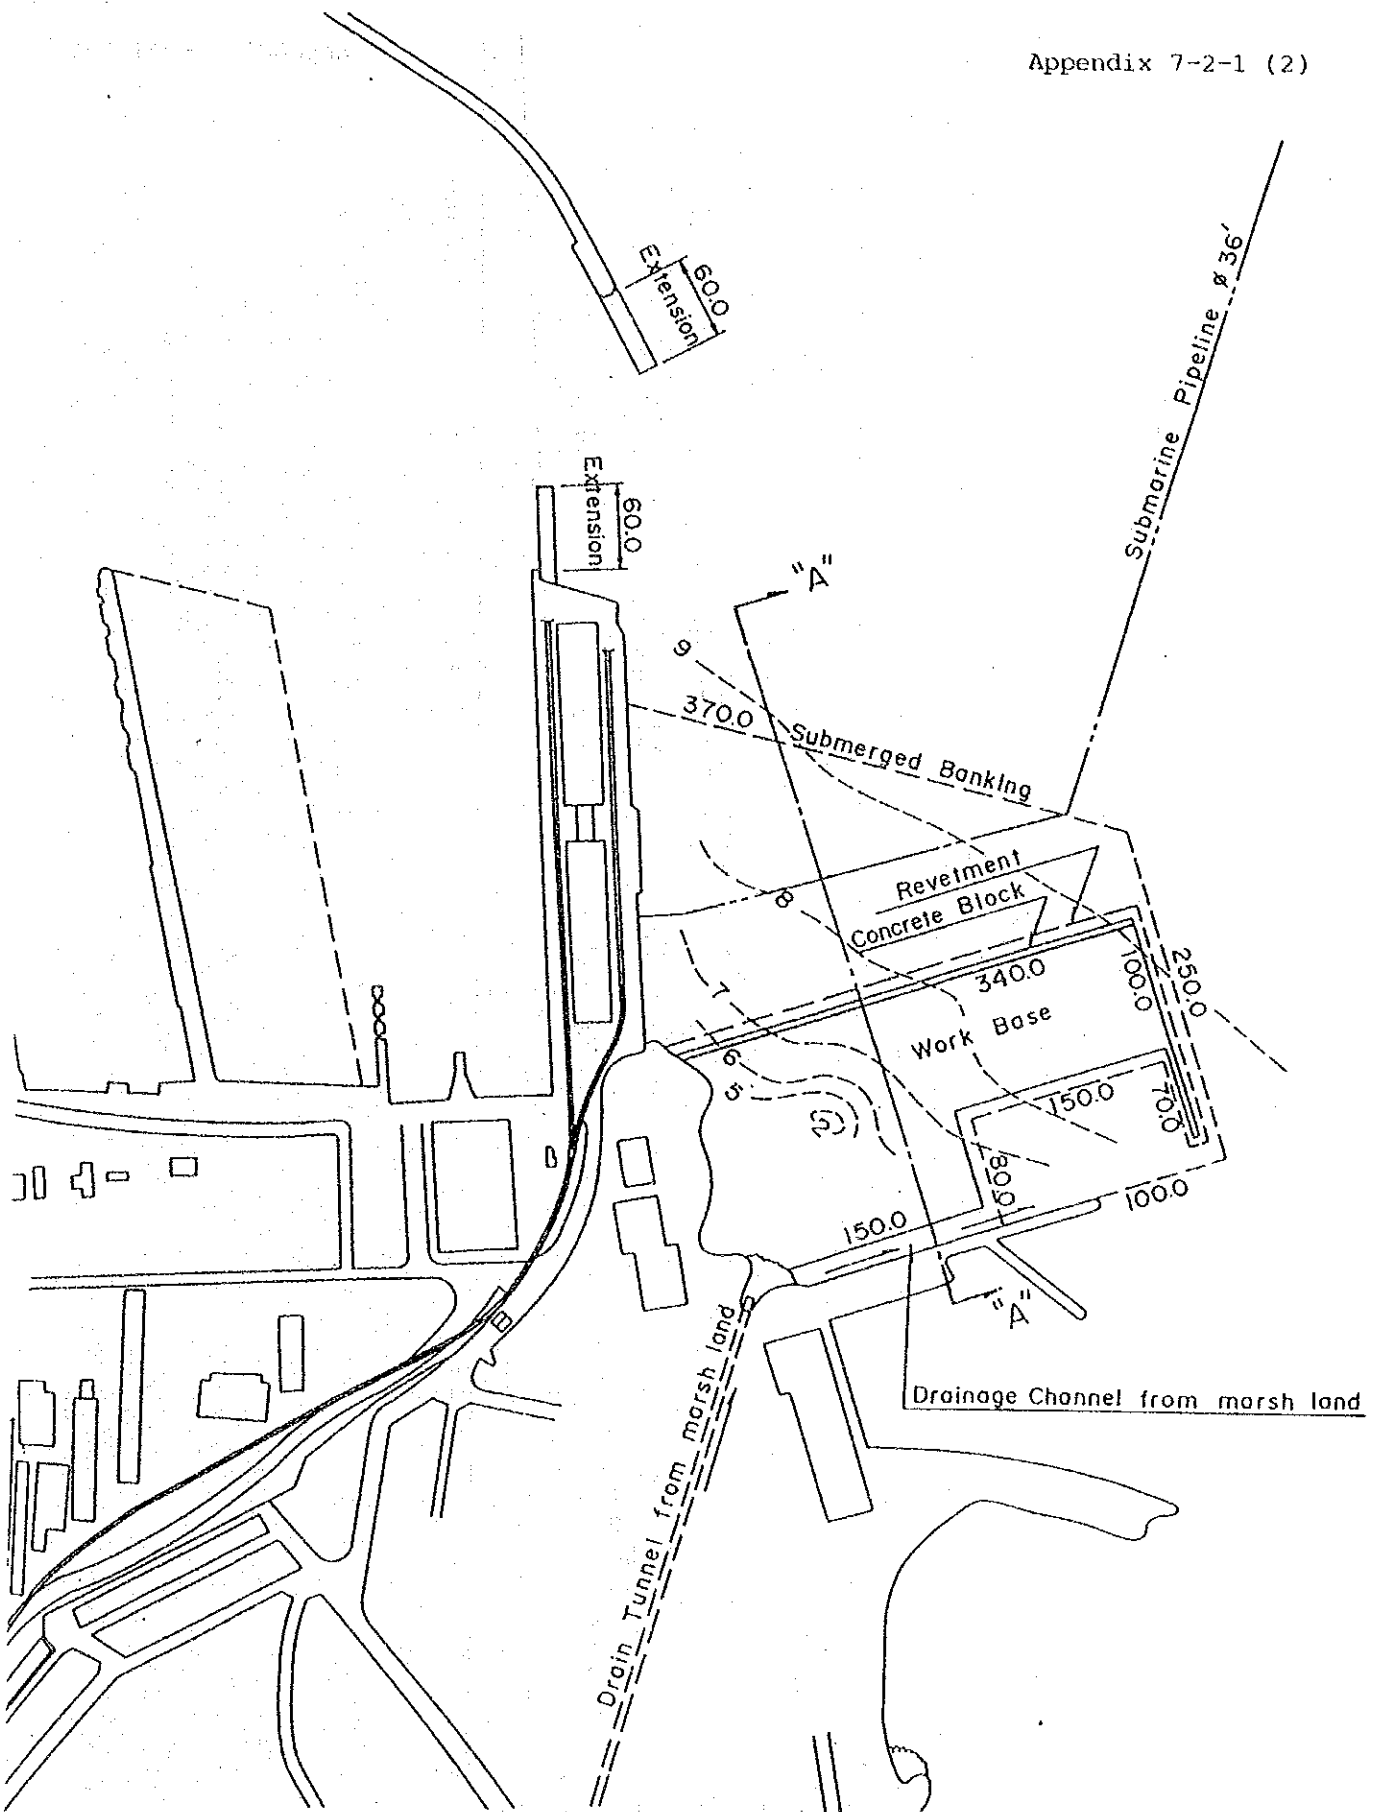 Appendix 7-2-1 (2)
Submarine Pipeline ø 36'
60.0
Extension
Extension
60.0
"A"
9
370.0
Submerged Banking
Revetment
8
Concrete Block
340.0
100.0
250.0
7
Work Base
6
5
150.0
70.0
80.0
100.0
150.0
"A"
Drain Tunnel from marsh land
Drainage Channel from marsh land